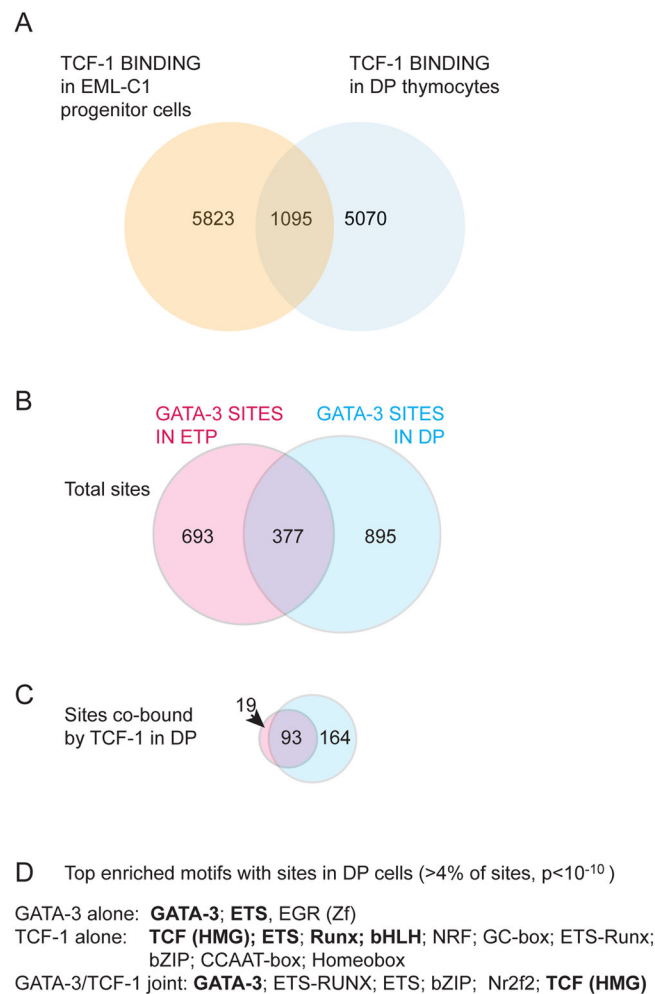 A
TCF-1 BINDING
in EML-C1
progenitor cells
TCF-1 BINDING
in DP thymocytes
5823
1095
5070
B
GATA-3 SITES
IN ETP
GATA-3 SITES
IN DP
Total sites
693
377
895
C
Sites co-bound
by TCF-1 in DP
19
93
164
D Top enriched motifs with sites in DP cells (>4% of sites, p<10⁻¹⁰ )
GATA-3 alone: GATA-3; ETS, EGR (Zf)
TCF-1 alone: TCF (HMG); ETS; Runx; bHLH; NRF; GC-box; ETS-Runx;
bZIP; CCAAT-box; Homeobox
GATA-3/TCF-1 joint: GATA-3; ETS-RUNX; ETS; bZIP; Nr2f2; TCF (HMG)